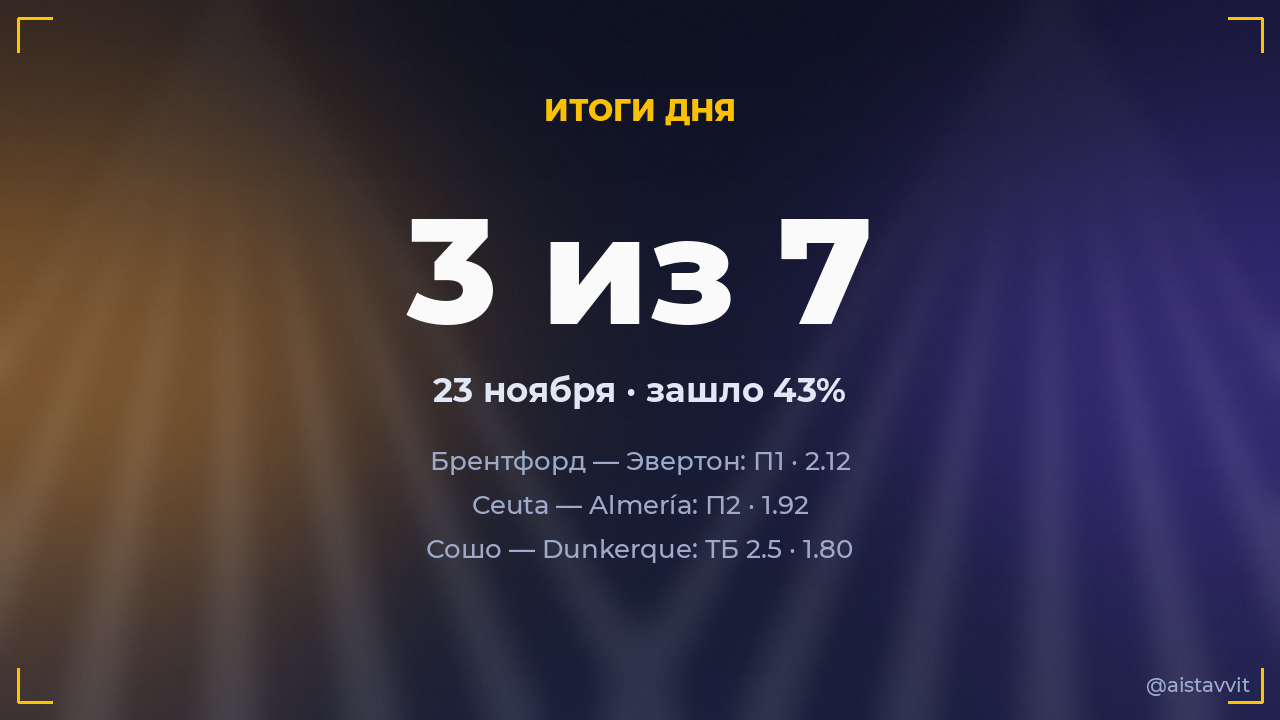 ИТОГИ ДНЯ
3 из 7
23 ноября · зашло 43%
Брентфорд — Эвертон: П1 · 2.12
Ceuta — Almería: П2 · 1.92
Сошо — Dunkerque: ТБ 2.5 · 1.80
@aistavvit